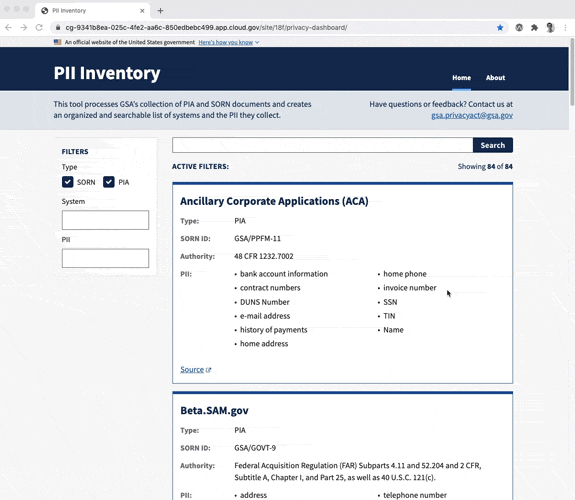 PII Inventory
cg-9341b8ea-025c-4fe2-aa6c-850edbebc499.app.cloud.gov/site/18f/privacy-dashboard/
An official website of the United States government Here's how you know
PII Inventory
Home About
This tool processes GSA's collection of PIA and SORN documents and creates
an organized and searchable list of systems and the PII they collect.
Have questions or feedback? Contact us at
gsa.privacyact@gsa.gov
Search
FILTERS
Type
SORN PIA
System
PII
ACTIVE FILTERS:
Showing 84 of 84
Ancillary Corporate Applications (ACA)
Type: PIA
SORN ID: GSA/PPFM-11
Authority: 48 CFR 1232.7002
PII:
• bank account information
• contract numbers
• DUNS Number
• e-mail address
• history of payments
• home address
• home phone
• invoice number
• SSN
• TIN
• Name
Source
Beta.SAM.gov
Type: PIA
SORN ID: GSA/GOVT-9
Authority: Federal Acquisition Regulation (FAR) Subparts 4.11 and 52.204 and 2 CFR,
Subtitle A, Chapter I, and Part 25, as well as 40 U.S.C. 121(c).
PII: • address • telephone number